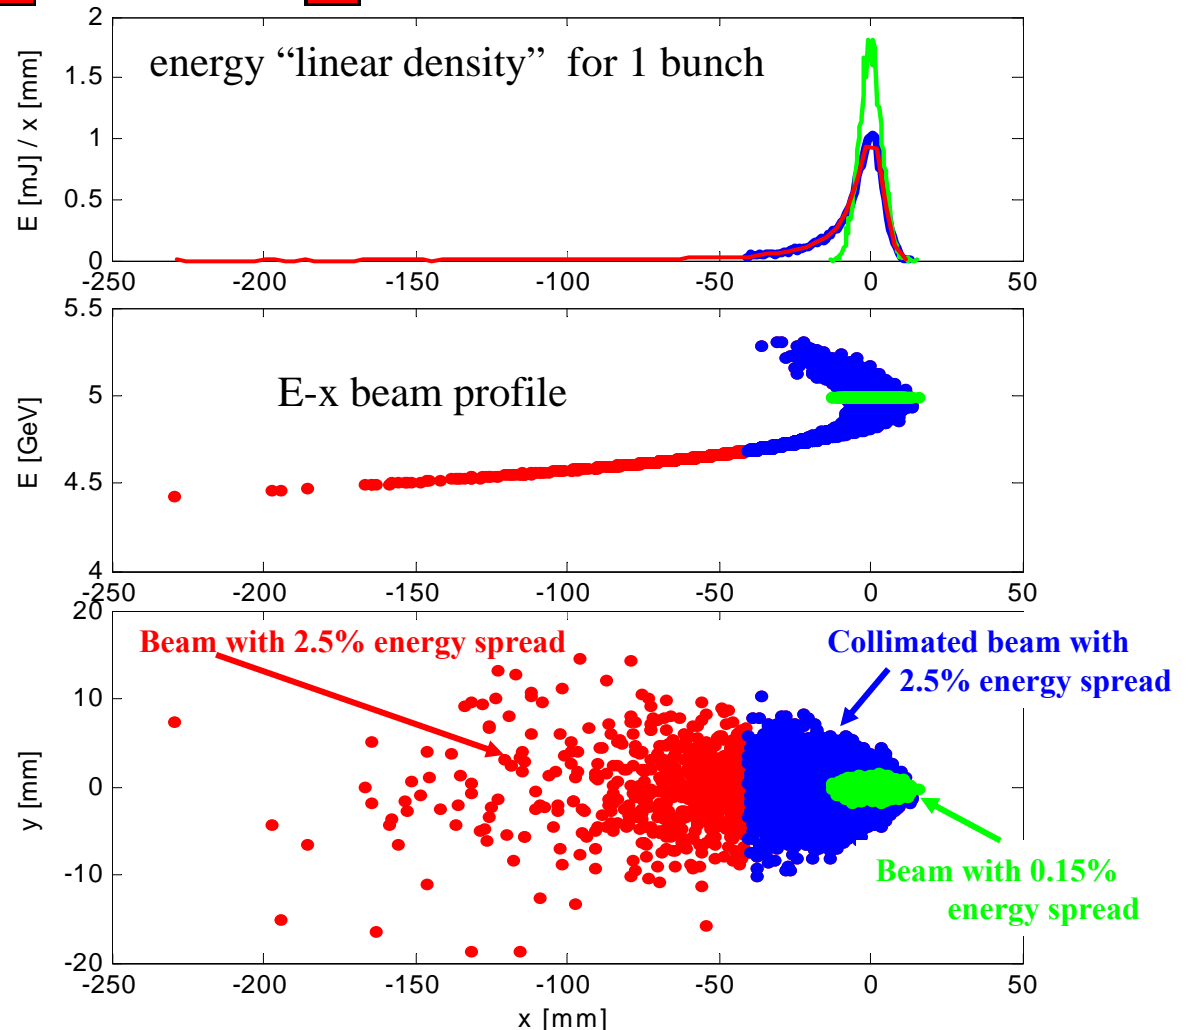 2
1.5
1
0.5
0
E [mJ] / x [mm]
energy “linear density” for 1 bunch
-250 -200 -150 -100 -50 0 50
5.5
5
4.5
4
E [GeV]
E-x beam profile
-250 -200 -150 -100 -50 0 50
20
10
0
-10
-20
y [mm]
Beam with 2.5% energy spread
Collimated beam with
2.5% energy spread
Beam with 0.15%
energy spread
-250 -200 -150 -100 -50 0 50
x [mm]